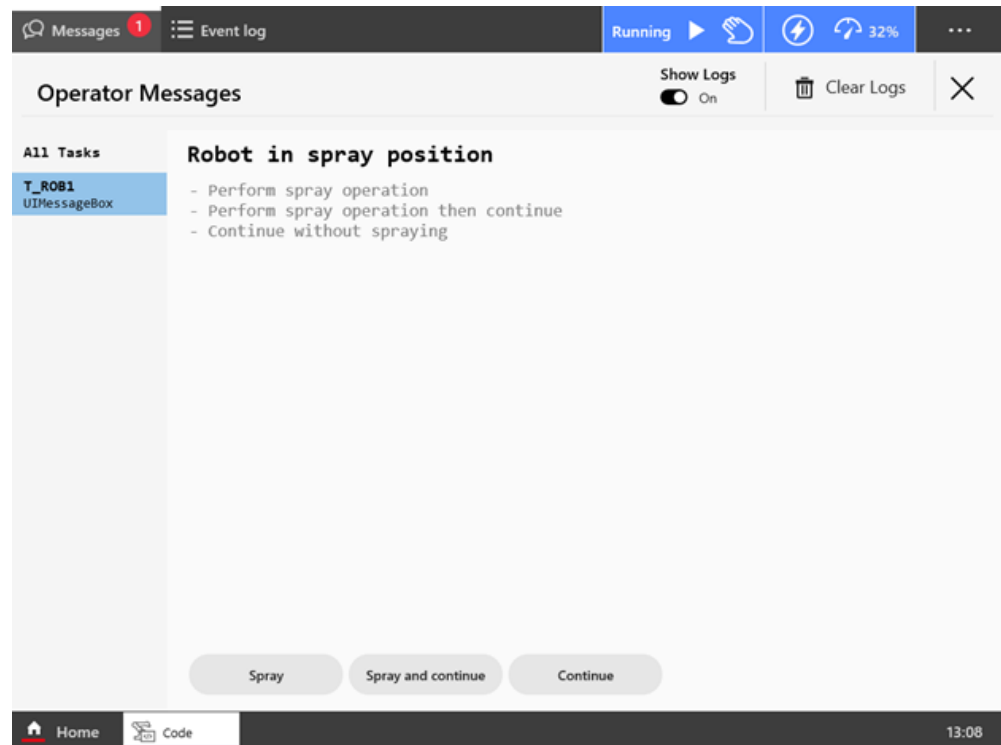 Messages 1 Event log Running 32% ...
Operator Messages Show Logs On Clear Logs
All Tasks
T_ROB1
UIMessageBox
Robot in spray position
- Perform spray operation
- Perform spray operation then continue
- Continue without spraying
Spray Spray and continue Continue
Home Code 13:08